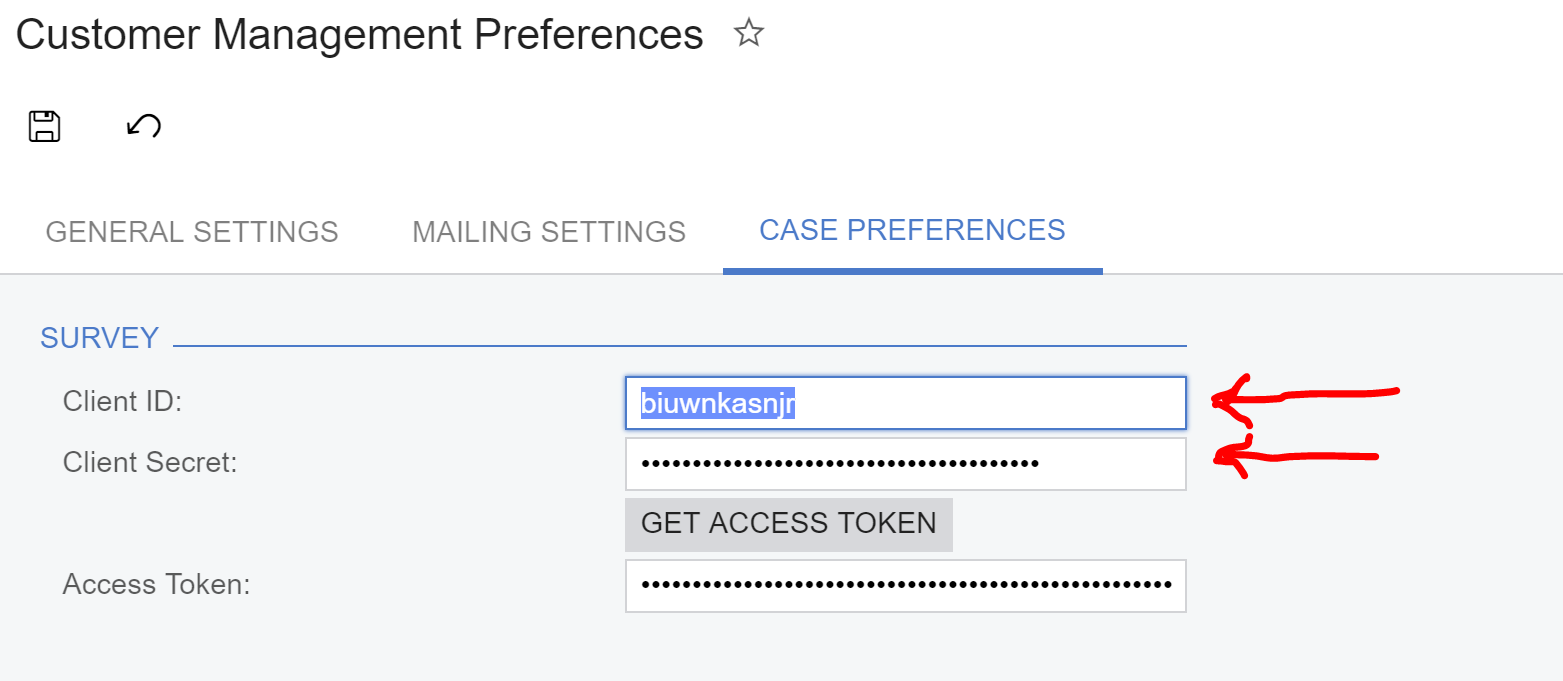 Customer Management Preferences
GENERAL SETTINGS MAILING SETTINGS CASE PREFERENCES
SURVEY
Client ID: biuwnkasnjr
Client Secret: •••••••••••••••••••••••••••••••••••••••
GET ACCESS TOKEN
Access Token: ••••••••••••••••••••••••••••••••••••••••••••••••••••